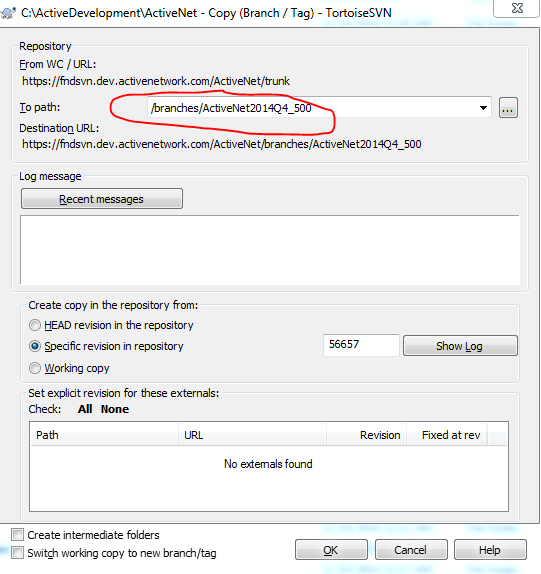 C:\ActiveDevelopment\ActiveNet - Copy (Branch / Tag) - TortoiseSVN
Repository
From WC / URL:
https://fndsvn.dev.activenetwork.com/ActiveNet/trunk
To path:
/branches/ActiveNet2014Q4_500
...
Destination URL:
https://fndsvn.dev.activenetwork.com/ActiveNet/branches/ActiveNet2014Q4_500
Log message
Recent messages
Create copy in the repository from:
HEAD revision in the repository
Specific revision in repository
56657
Show Log
Working copy
Set explicit revision for these externals:
Check: All None
Path URL Revision Fixed at rev
No externals found
Create intermediate folders
Switch working copy to new branch/tag
OK Cancel Help